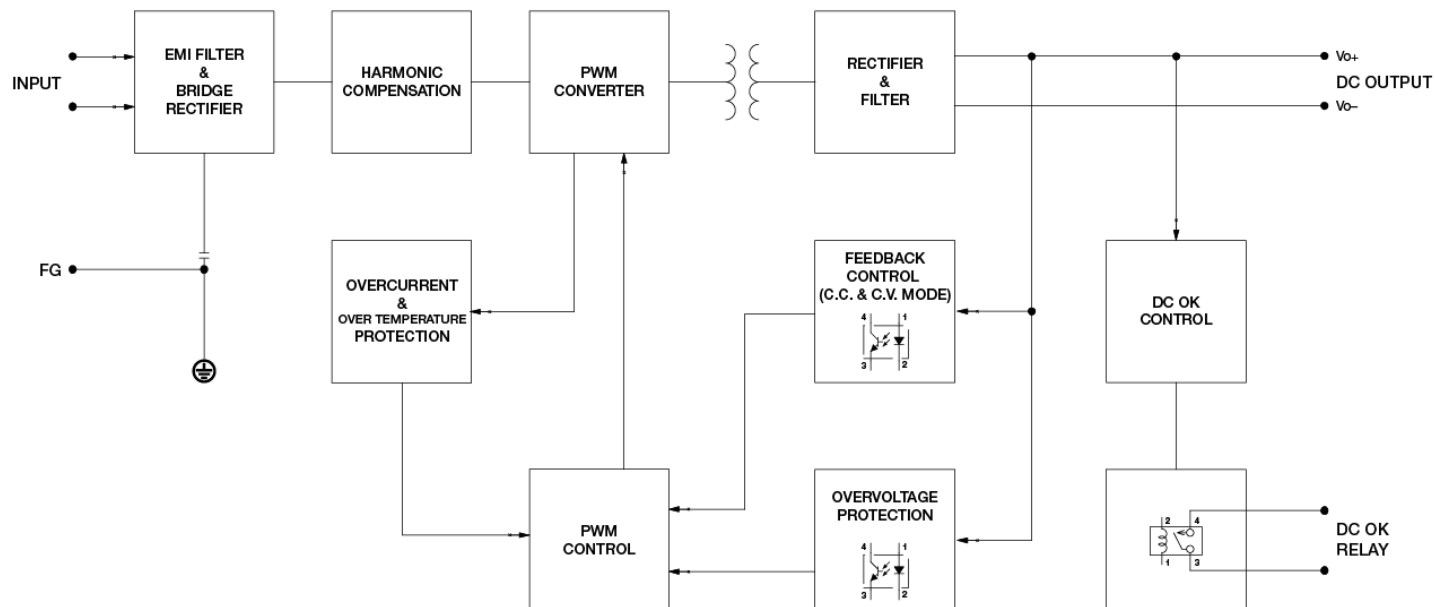 INPUT
EMI FILTER
&
BRIDGE
RECTIFIER
HARMONIC
COMPENSATION
PWM
CONVERTER
RECTIFIER
&
FILTER
Vo+
DC OUTPUT
Vo–
FG
OVERCURRENT
&
OVER TEMPERATURE
PROTECTION
FEEDBACK
CONTROL
(C.C. & C.V. MODE)
4 1
3 2
DC OK
CONTROL
PWM
CONTROL
OVERVOLTAGE
PROTECTION
4 1
3 2
2 4
1 3
DC OK
RELAY